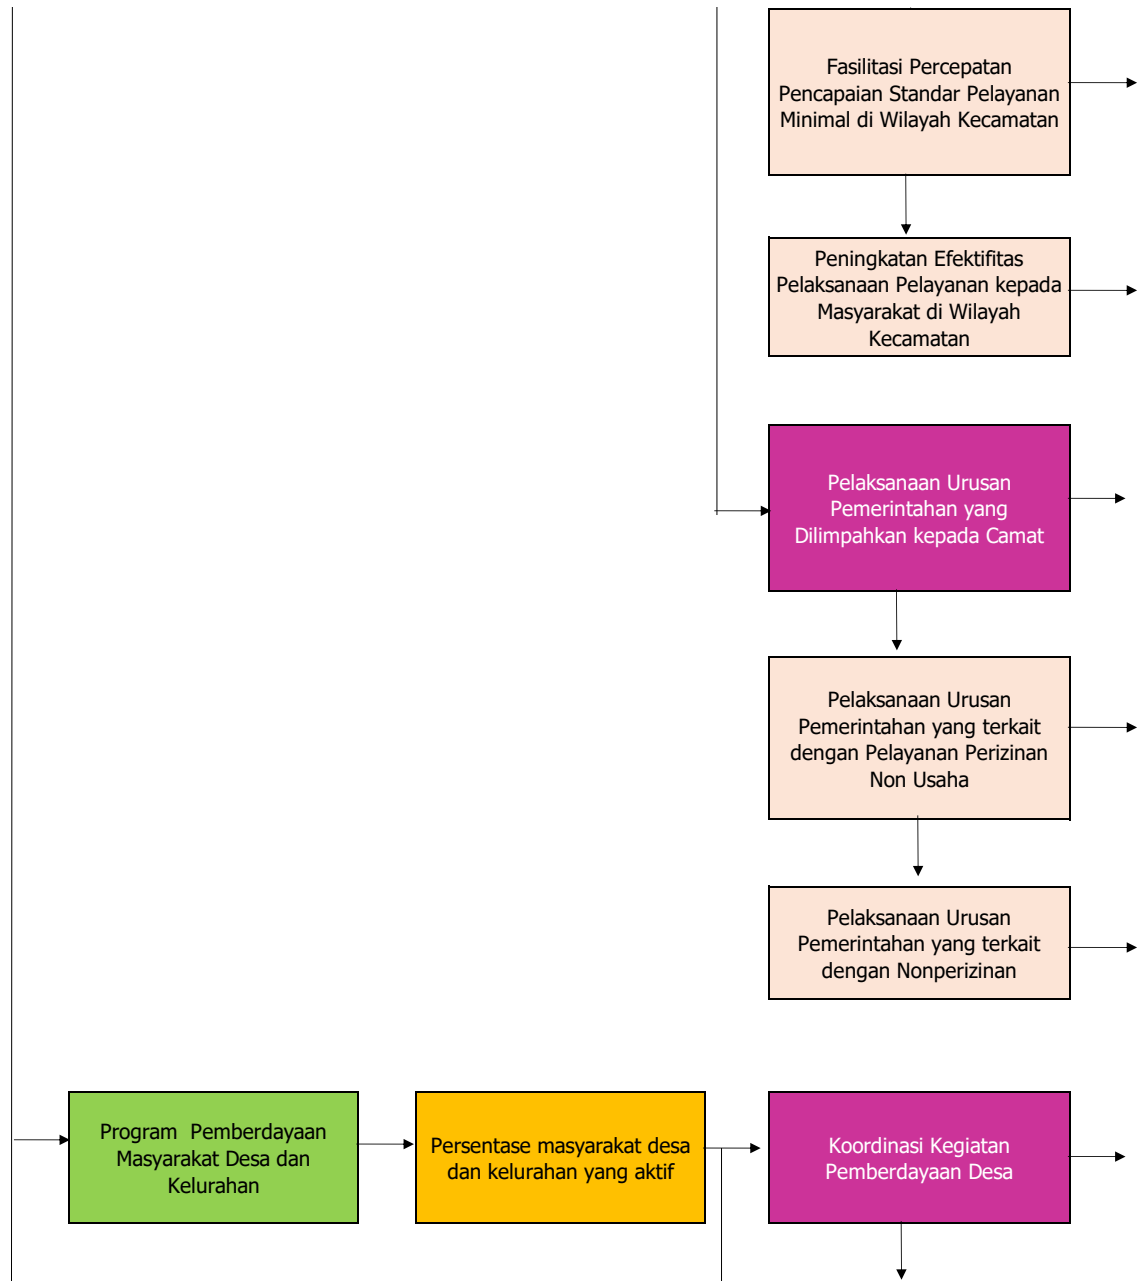 Fasilitasi Percepatan
Pencapaian Standar Pelayanan
Minimal di Wilayah Kecamatan
Peningkatan Efektifitas
Pelaksanaan Pelayanan kepada
Masyarakat di Wilayah
Kecamatan
Pelaksanaan Urusan
Pemerintahan yang
Dilimpahkan kepada Camat
Pelaksanaan Urusan
Pemerintahan yang terkait
dengan Pelayanan Perizinan
Non Usaha
Pelaksanaan Urusan
Pemerintahan yang terkait
dengan Nonperizinan
Program Pemberdayaan
Masyarakat Desa dan
Kelurahan
Persentase masyarakat desa
dan kelurahan yang aktif
Koordinasi Kegiatan
Pemberdayaan Desa